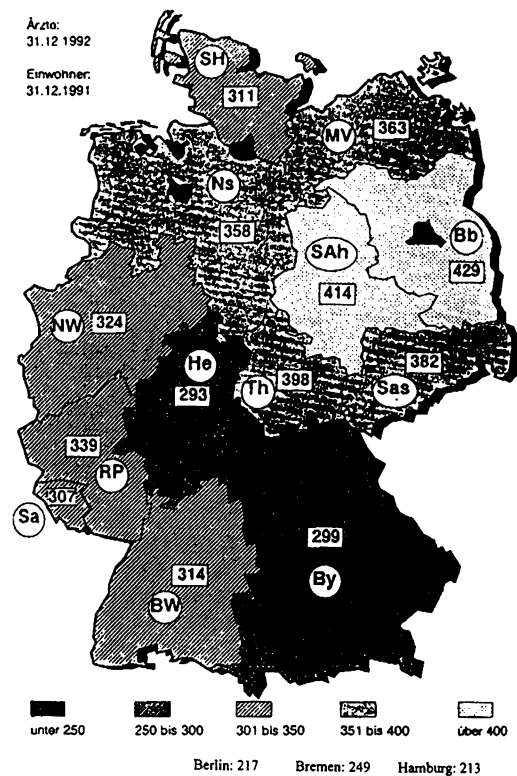 Ärzte:
31.12 1992
Einwohner:
31.12.1991
SH
311
MV
363
Ns
358
SAh
414
Bb
429
NW
324
He
293
Th
398
Sas
382
339
RP
307
Sa
299
By
314
BW
unter 250
250 bis 300
301 bis 350
351 bis 400
über 400
Berlin: 217 Bremen: 249 Hamburg: 213